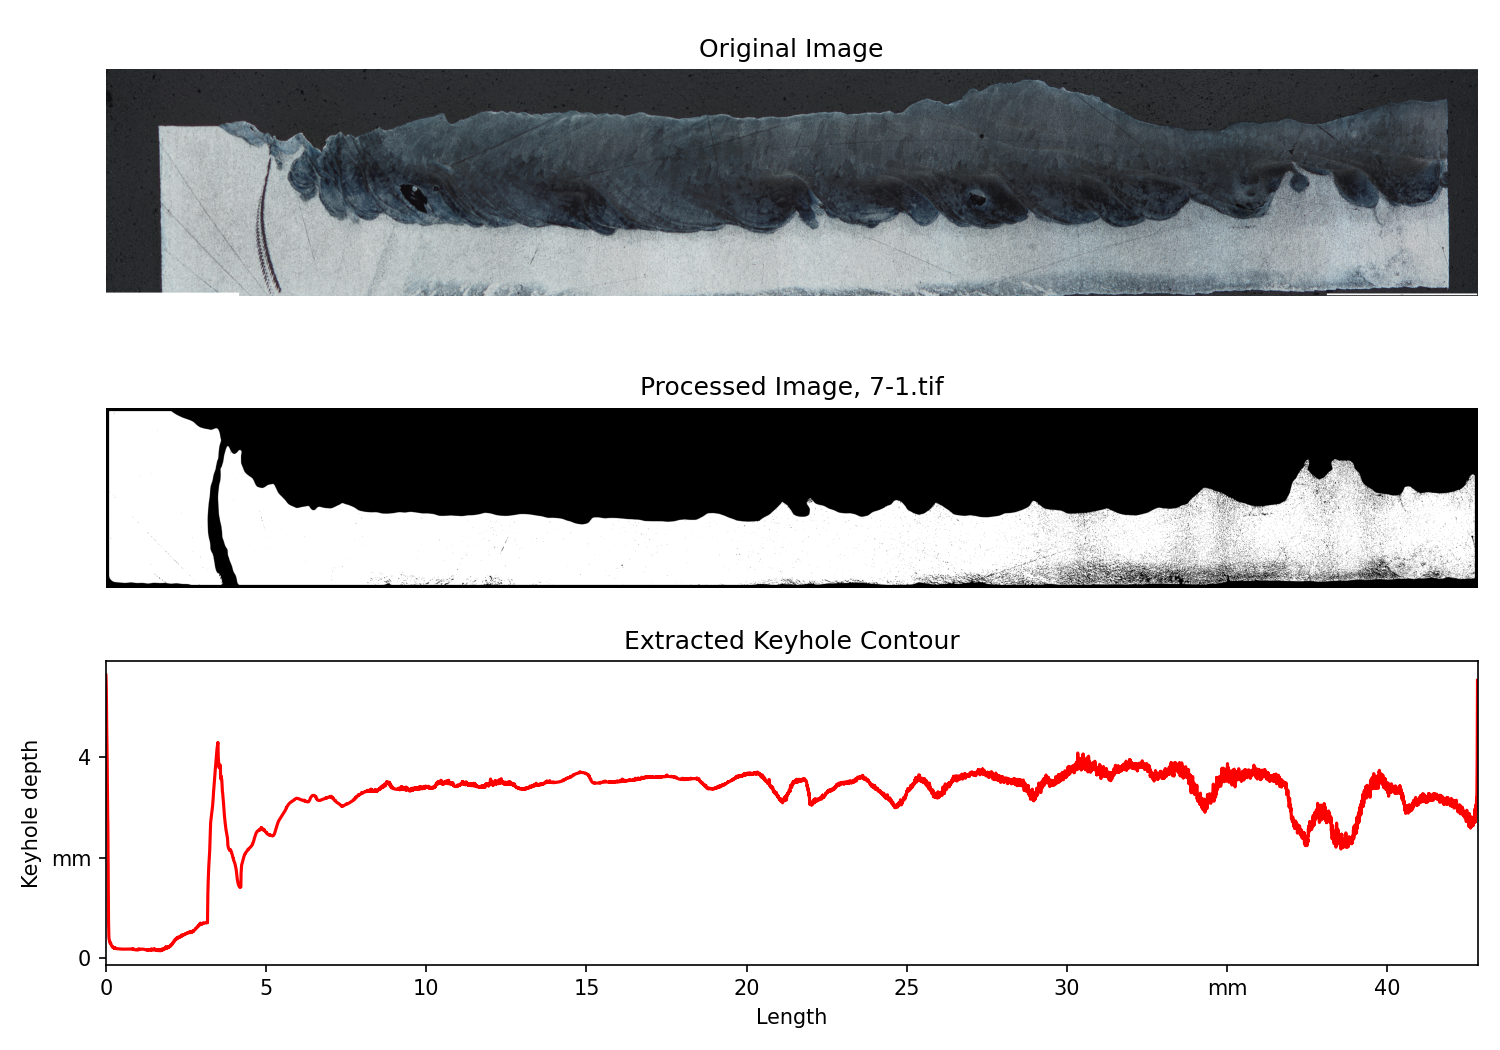 Original Image
Processed Image, 7-1.tif
Extracted Keyhole Contour
Keyhole depth
4
mm
0
0 5 10 15 20 25 30 mm 40
Length